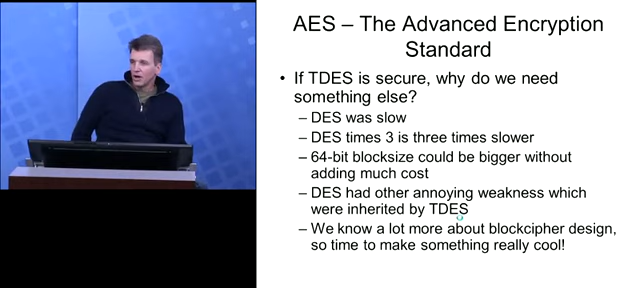 AES – The Advanced Encryption
Standard
• If TDES is secure, why do we need
something else?
– DES was slow
– DES times 3 is three times slower
– 64-bit blocksize could be bigger without
adding much cost
– DES had other annoying weakness which
were inherited by TDES
– We know a lot more about blockcipher design,
so time to make something really cool!